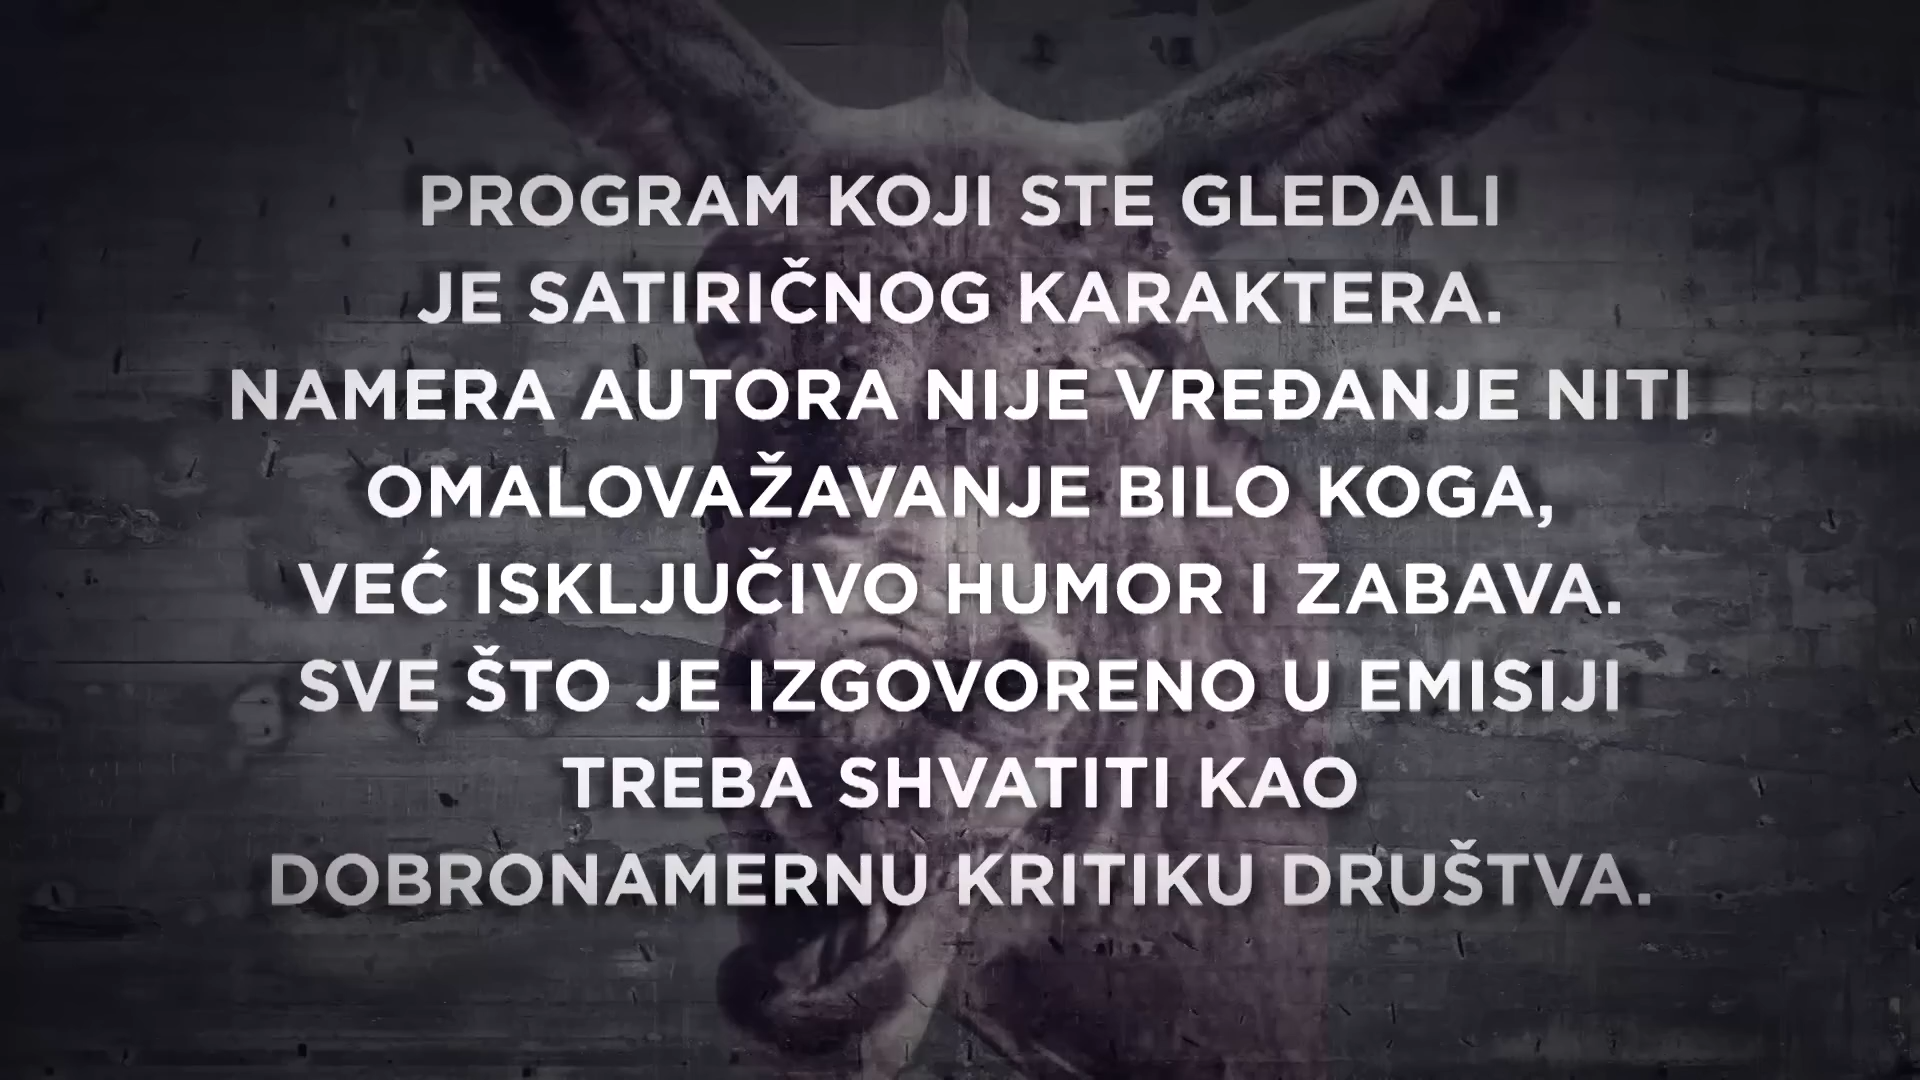 PROGRAM KOJI STE GLEDALI
JE SATIRIČNOG KARAKTERA.
NAMERA AUTORA NIJE VREĐANJE NITI
OMALOVAŽAVANJE BILO KOGA,
VEĆ ISKLJUČIVO HUMOR I ZABAVA.
SVE ŠTO JE IZGOVORENO U EMISIJI
TREBA SHVATITI KAO
DOBRONAMERNU KRITIKU DRUŠTVA.